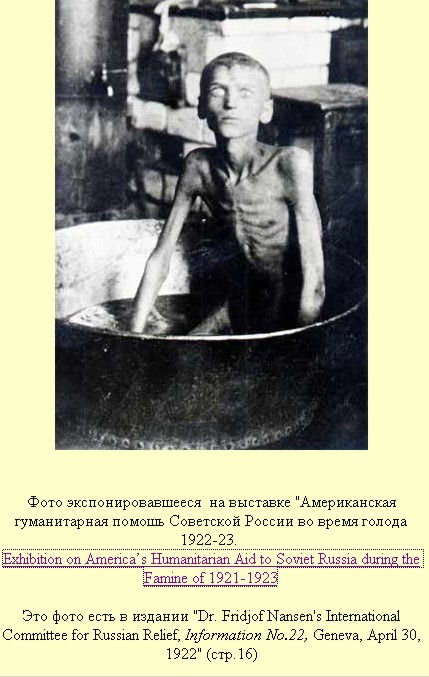 Фото экспонировавшееся на выставке "Американская
гуманитарная помошь Советской России во время голода
1922-23.
Exhibition on America's Humanitarian Aid to Soviet Russia during the
Famine of 1921-1923
Это фото есть в издании "Dr. Fridjof Nansen's International
Committee for Russian Relief, Information No.22, Geneva, April 30,
1922" (стр.16)